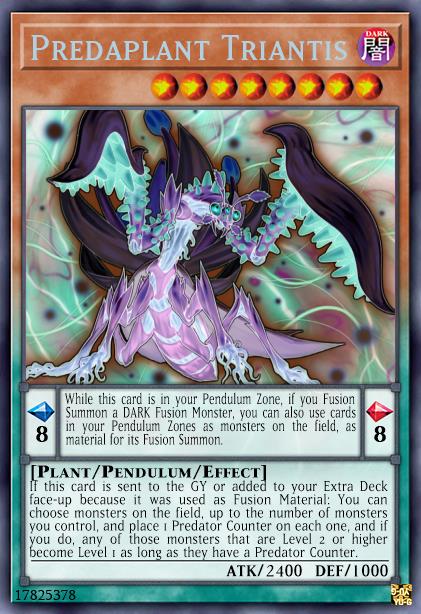 Predaplant Triantis
DARK
闇
While this card is in your Pendulum Zone, if you Fusion
Summon a DARK Fusion Monster, you can also use cards
in your Pendulum Zones as monsters on the field, as
material for its Fusion Summon.
8
8
[Plant/Pendulum/Effect]
If this card is sent to the GY or added to your Extra Deck
face-up because it was used as Fusion Material: You can
choose monsters on the field, up to the number of monsters
you control, and place 1 Predator Counter on each one, and if
you do, any of those monsters that are Level 2 or higher
become Level 1 as long as they have a Predator Counter.
ATK/2400 DEF/1000
17825378